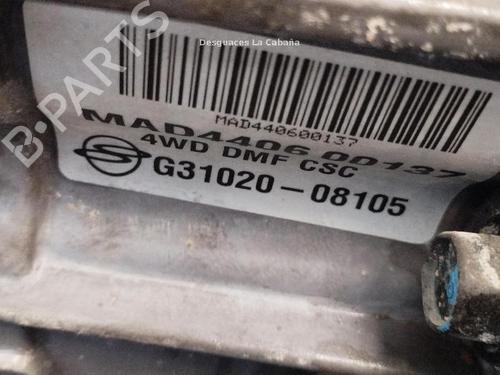 Desguaces La Cabaña
B-PARTS
MAD440600137
MAD4406 00137
4WD DMF CSC
G31020-08105